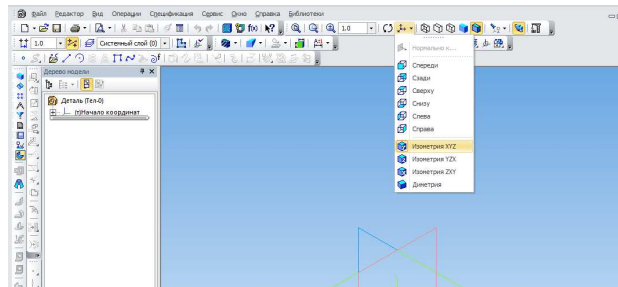 Файл Редактор Вид Операции Спецификация Сервис Окно Справка Библиотеки
1.0
1.0 Системный слой (0)
Дерево модели
Деталь (Тел-0)
(т)Начало координат
Нормально к...
Спереди
Сзади
Сверху
Снизу
Слева
Справа
Изометрия XYZ
Изометрия YZX
Изометрия ZXY
Диметрия